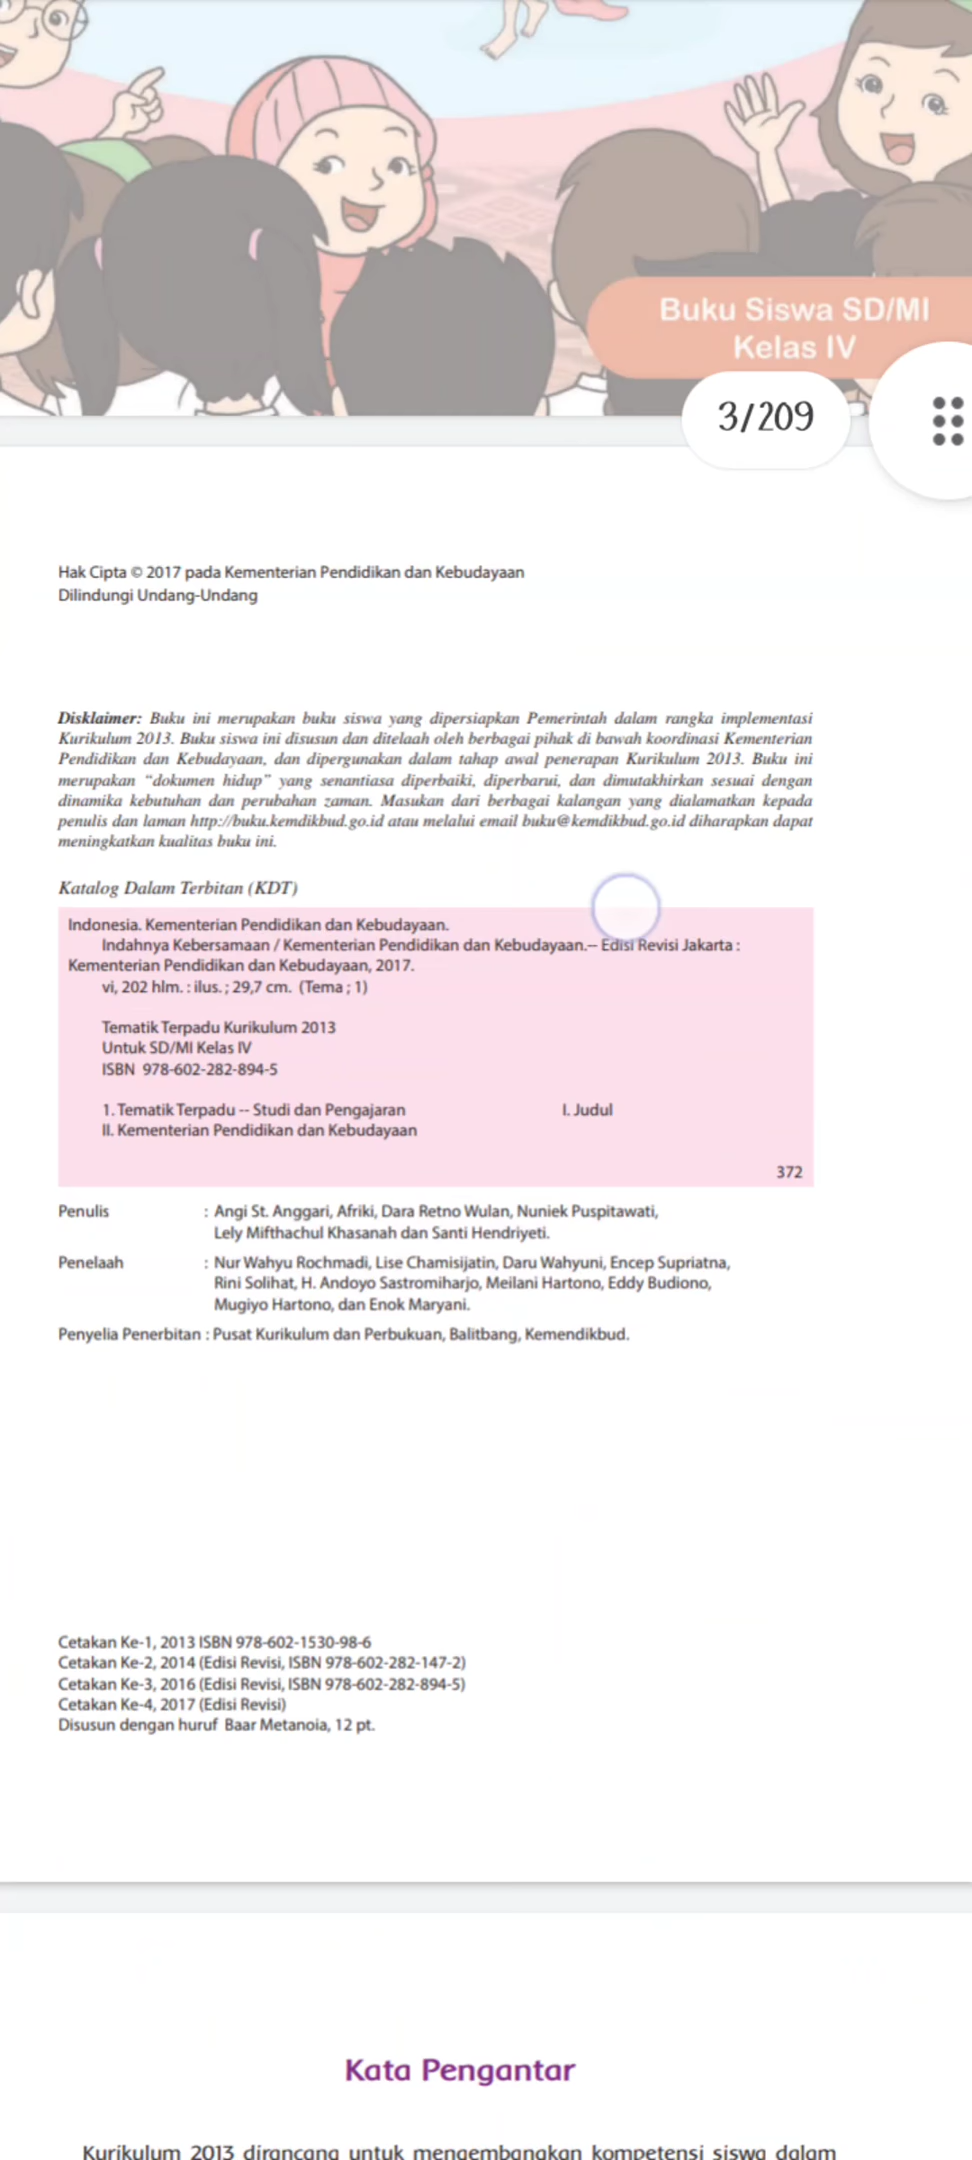 Buku Siswa SD/MI
Kelas IV
3/209
Hak Cipta © 2017 pada Kementerian Pendidikan dan Kebudayaan
Dilindungi Undang-Undang
Disklaimer: Buku ini merupakan buku siswa yang dipersiapkan Pemerintah dalam rangka implementasi
Kurikulum 2013. Buku siswa ini disusun dan ditelaah oleh berbagai pihak di bawah koordinasi Kementerian
Pendidikan dan Kebudayaan, dan dipergunakan dalam tahap awal penerapan Kurikulum 2013. Buku ini
merupakan “dokumen hidup” yang senantiasa diperbaiki, diperbarui, dan dimutakhirkan sesuai dengan
dinamika kebutuhan dan perubahan zaman. Masukan dari berbagai kalangan yang dialamatkan kepada
penulis dan laman http://buku.kemdikbud.go.id atau melalui email buku@kemdikbud.go.id diharapkan dapat
meningkatkan kualitas buku ini.
Katalog Dalam Terbitan (KDT)
Indonesia. Kementerian Pendidikan dan Kebudayaan.
Indahnya Kebersamaan / Kementerian Pendidikan dan Kebudayaan.-- Edisi Revisi Jakarta :
Kementerian Pendidikan dan Kebudayaan, 2017.
vi, 202 hlm. : ilus. ; 29,7 cm. (Tema ; 1)
Tematik Terpadu Kurikulum 2013
Untuk SD/MI Kelas IV
ISBN 978-602-282-894-5
1. Tematik Terpadu -- Studi dan Pengajaran I. Judul
II. Kementerian Pendidikan dan Kebudayaan
372
Penulis : Angi St. Anggari, Afriki, Dara Retno Wulan, Nuniek Puspitawati,
Lely Mifthachul Khasanah dan Santi Hendriyeti.
Penelaah : Nur Wahyu Rochmadi, Lise Chamisijatin, Daru Wahyuni, Encep Supriatna,
Rini Solihat, H. Andoyo Sastromiharjo, Meilani Hartono, Eddy Budiono,
Mugiyo Hartono, dan Enok Maryani.
Penyelia Penerbitan : Pusat Kurikulum dan Perbukuan, Balitbang, Kemendikbud.
Cetakan Ke-1, 2013 ISBN 978-602-1530-98-6
Cetakan Ke-2, 2014 (Edisi Revisi, ISBN 978-602-282-147-2)
Cetakan Ke-3, 2016 (Edisi Revisi, ISBN 978-602-282-894-5)
Cetakan Ke-4, 2017 (Edisi Revisi)
Disusun dengan huruf Baar Metanoia, 12 pt.
Kata Pengantar
Kurikulum 2013 dirancang untuk mengembangkan kompetensi siswa dalam